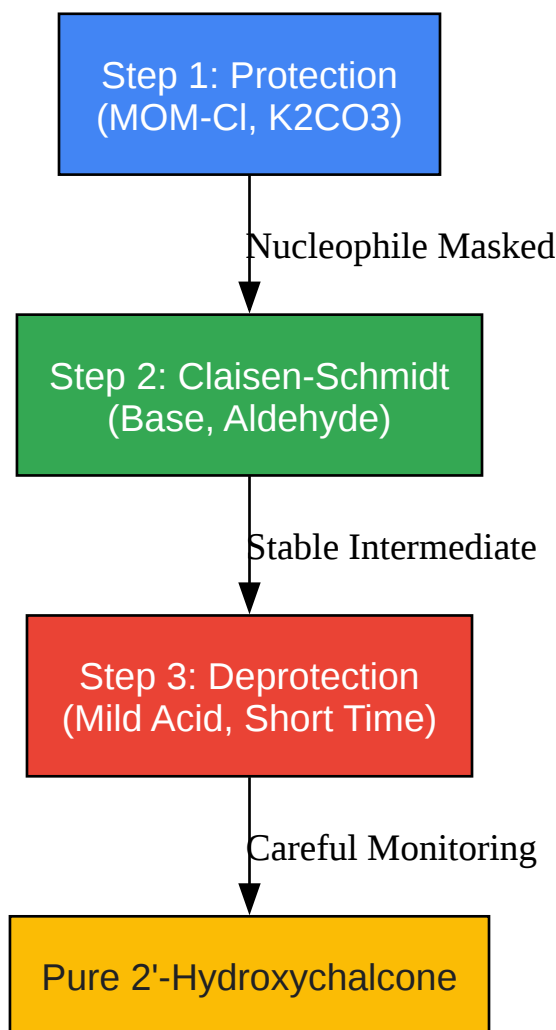 Step 1: Protection
(MOM-Cl, K2CO3)
Nucleophile Masked
Step 2: Claisen-Schmidt
(Base, Aldehyde)
Stable Intermediate
Step 3: Deprotection
(Mild Acid, Short Time)
Careful Monitoring
Pure 2'-Hydroxychalcone